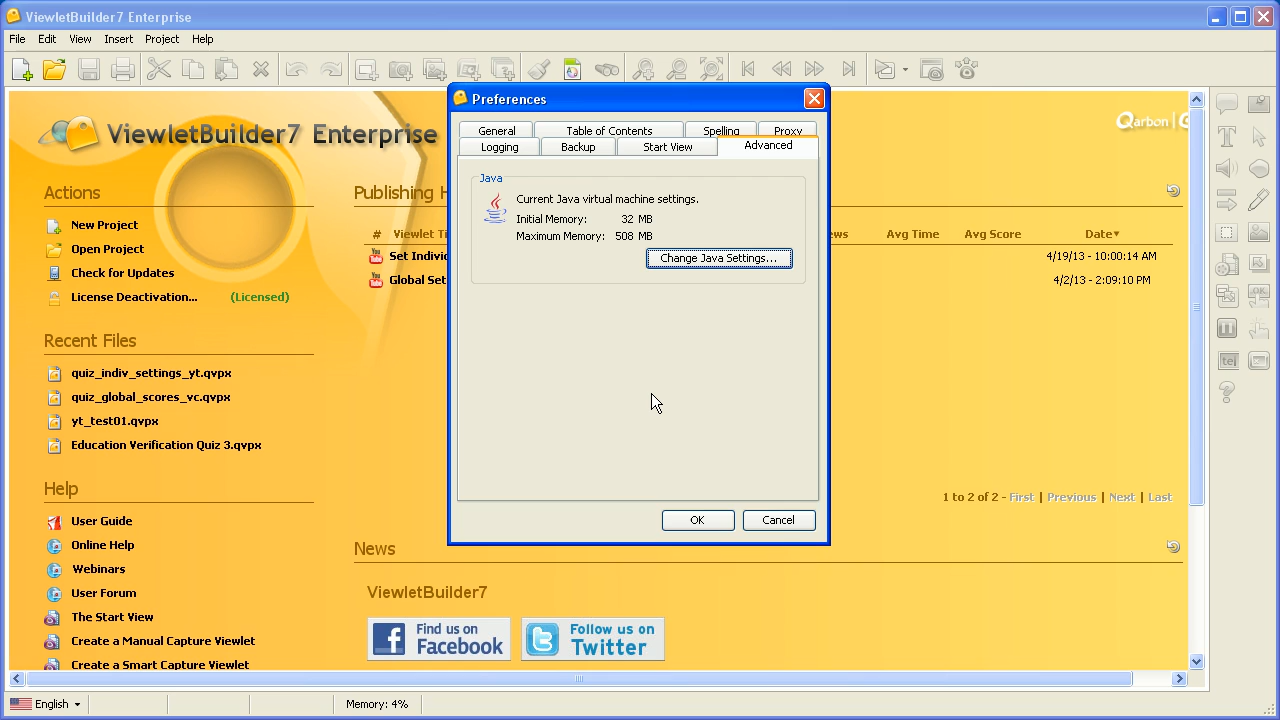 ViewletBuilder7 Enterprise
File Edit View Insert Project Help
ViewletBuilder7 Enterprise
Qarbon
Actions
New Project
Open Project
Check for Updates
License Deactivation... (Licensed)
Recent Files
quiz_indiv_settings_yt.qvpx
quiz_global_scores_vc.qvpx
yt_test01.qvpx
Education Verification Quiz 3.qvpx
Help
User Guide
Online Help
Webinars
User Forum
The Start View
Create a Manual Capture Viewlet
Create a Smart Capture Viewlet
Publishing H
# Viewlet Ti ews Avg Time Avg Score Date
Set Indivi 4/19/13 - 10:00:14 AM
Global Set 4/2/13 - 2:09:10 PM
1 to 2 of 2 - First | Previous | Next | Last
News
ViewletBuilder7
Find us on Facebook
Follow us on Twitter
Preferences
General Table of Contents Spelling Proxy
Logging Backup Start View Advanced
Java
Current Java virtual machine settings.
Initial Memory: 32 MB
Maximum Memory: 508 MB
Change Java Settings...
OK Cancel
English Memory: 4%